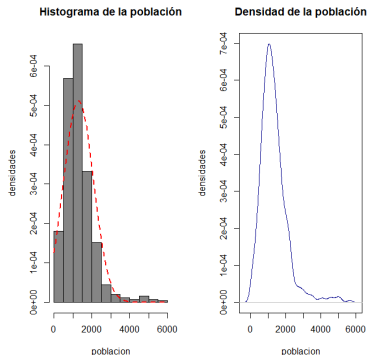 Histograma de la población
densidades
0e+00
1e-04
2e-04
3e-04
4e-04
5e-04
6e-04
0
2000
4000
6000
poblacion
Densidad de la población
densidades
0e+00
1e-04
2e-04
3e-04
4e-04
5e-04
6e-04
7e-04
0
2000
4000
6000
poblacion